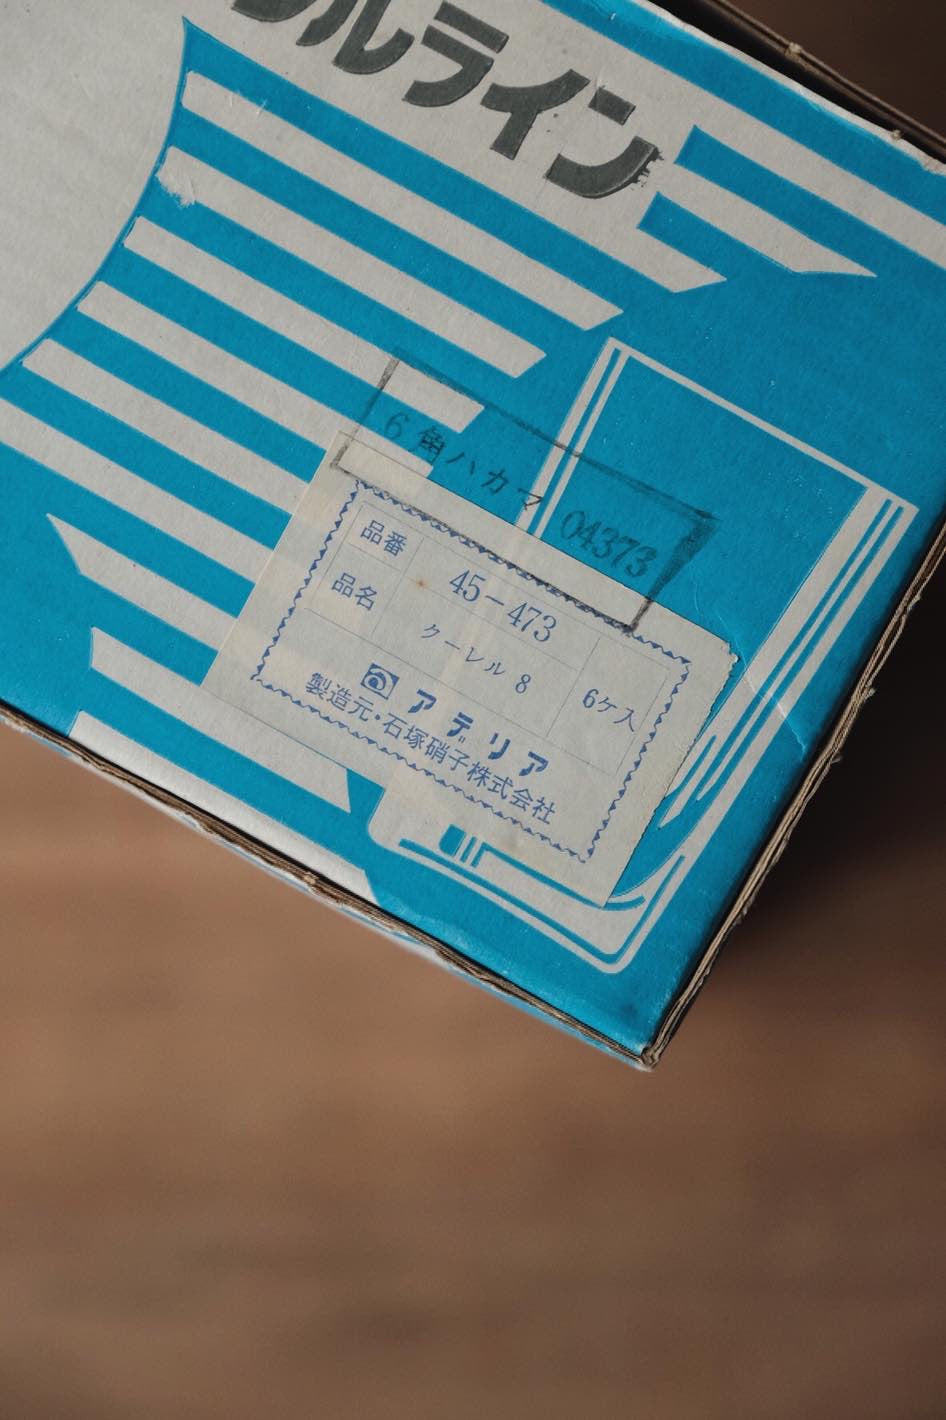 ルライン
6角ハカマ
04373
品番 45-473
品名 クーレル 8 6ケ入
アデリア
製造元・石塚硝子株式会社